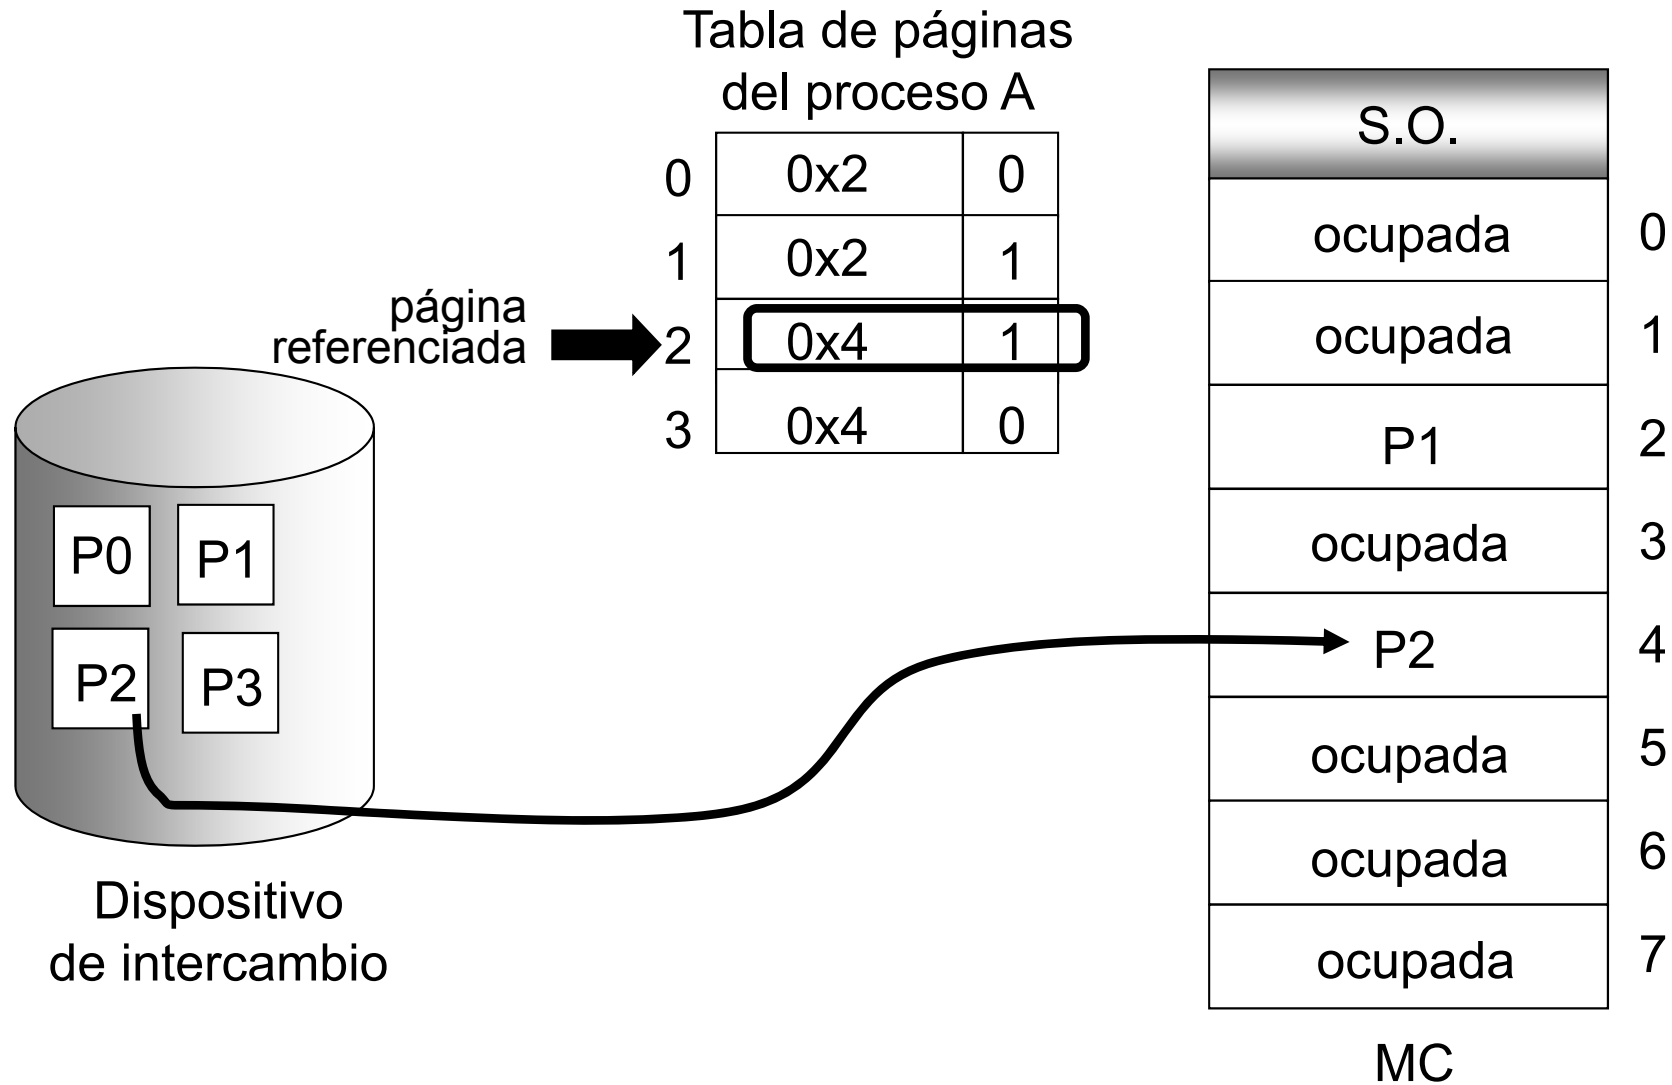 Tabla de páginas
del proceso A
0 0x2 0
1 0x2 1
página
referenciada
2 0x4 1
3 0x4 0
P0 P1
P2 P3
Dispositivo
de intercambio
S.O.
ocupada 0
ocupada 1
P1 2
ocupada 3
P2 4
ocupada 5
ocupada 6
ocupada 7
MC